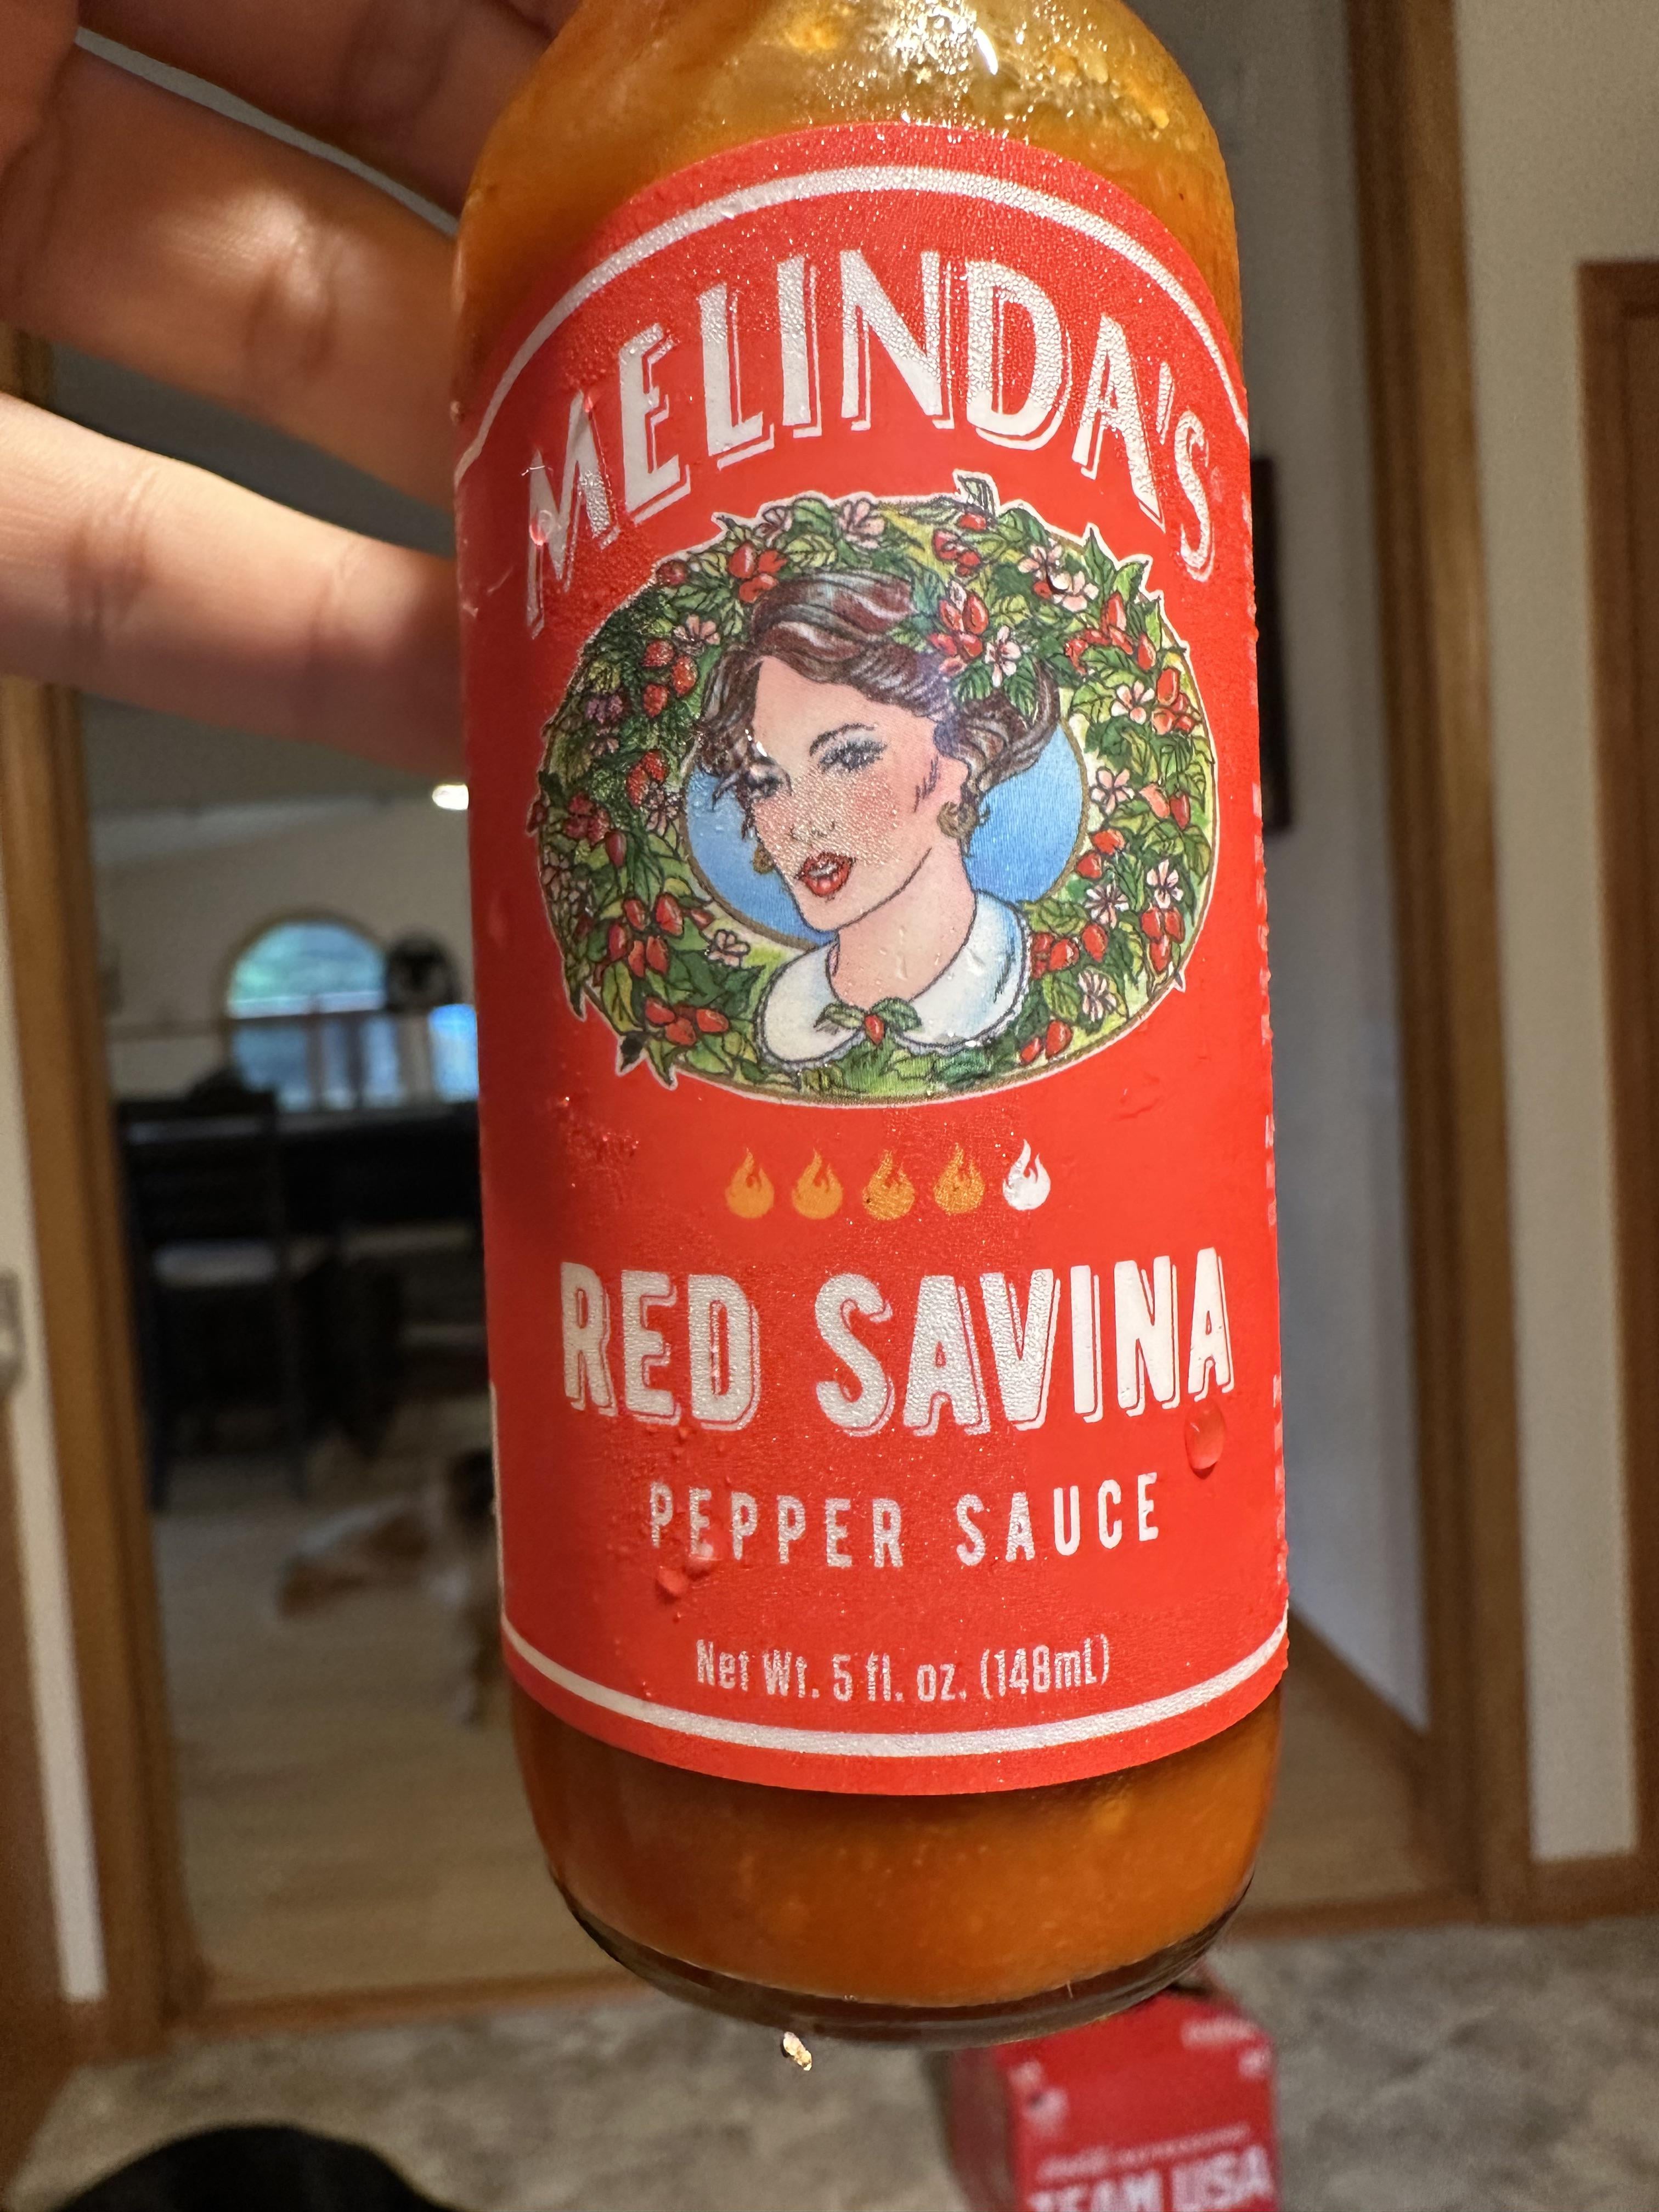 MELINDA'S
RED SAVINA
PEPPER SAUCE
Net Wt. 5 fl. oz. (148mL)
TEAM USA